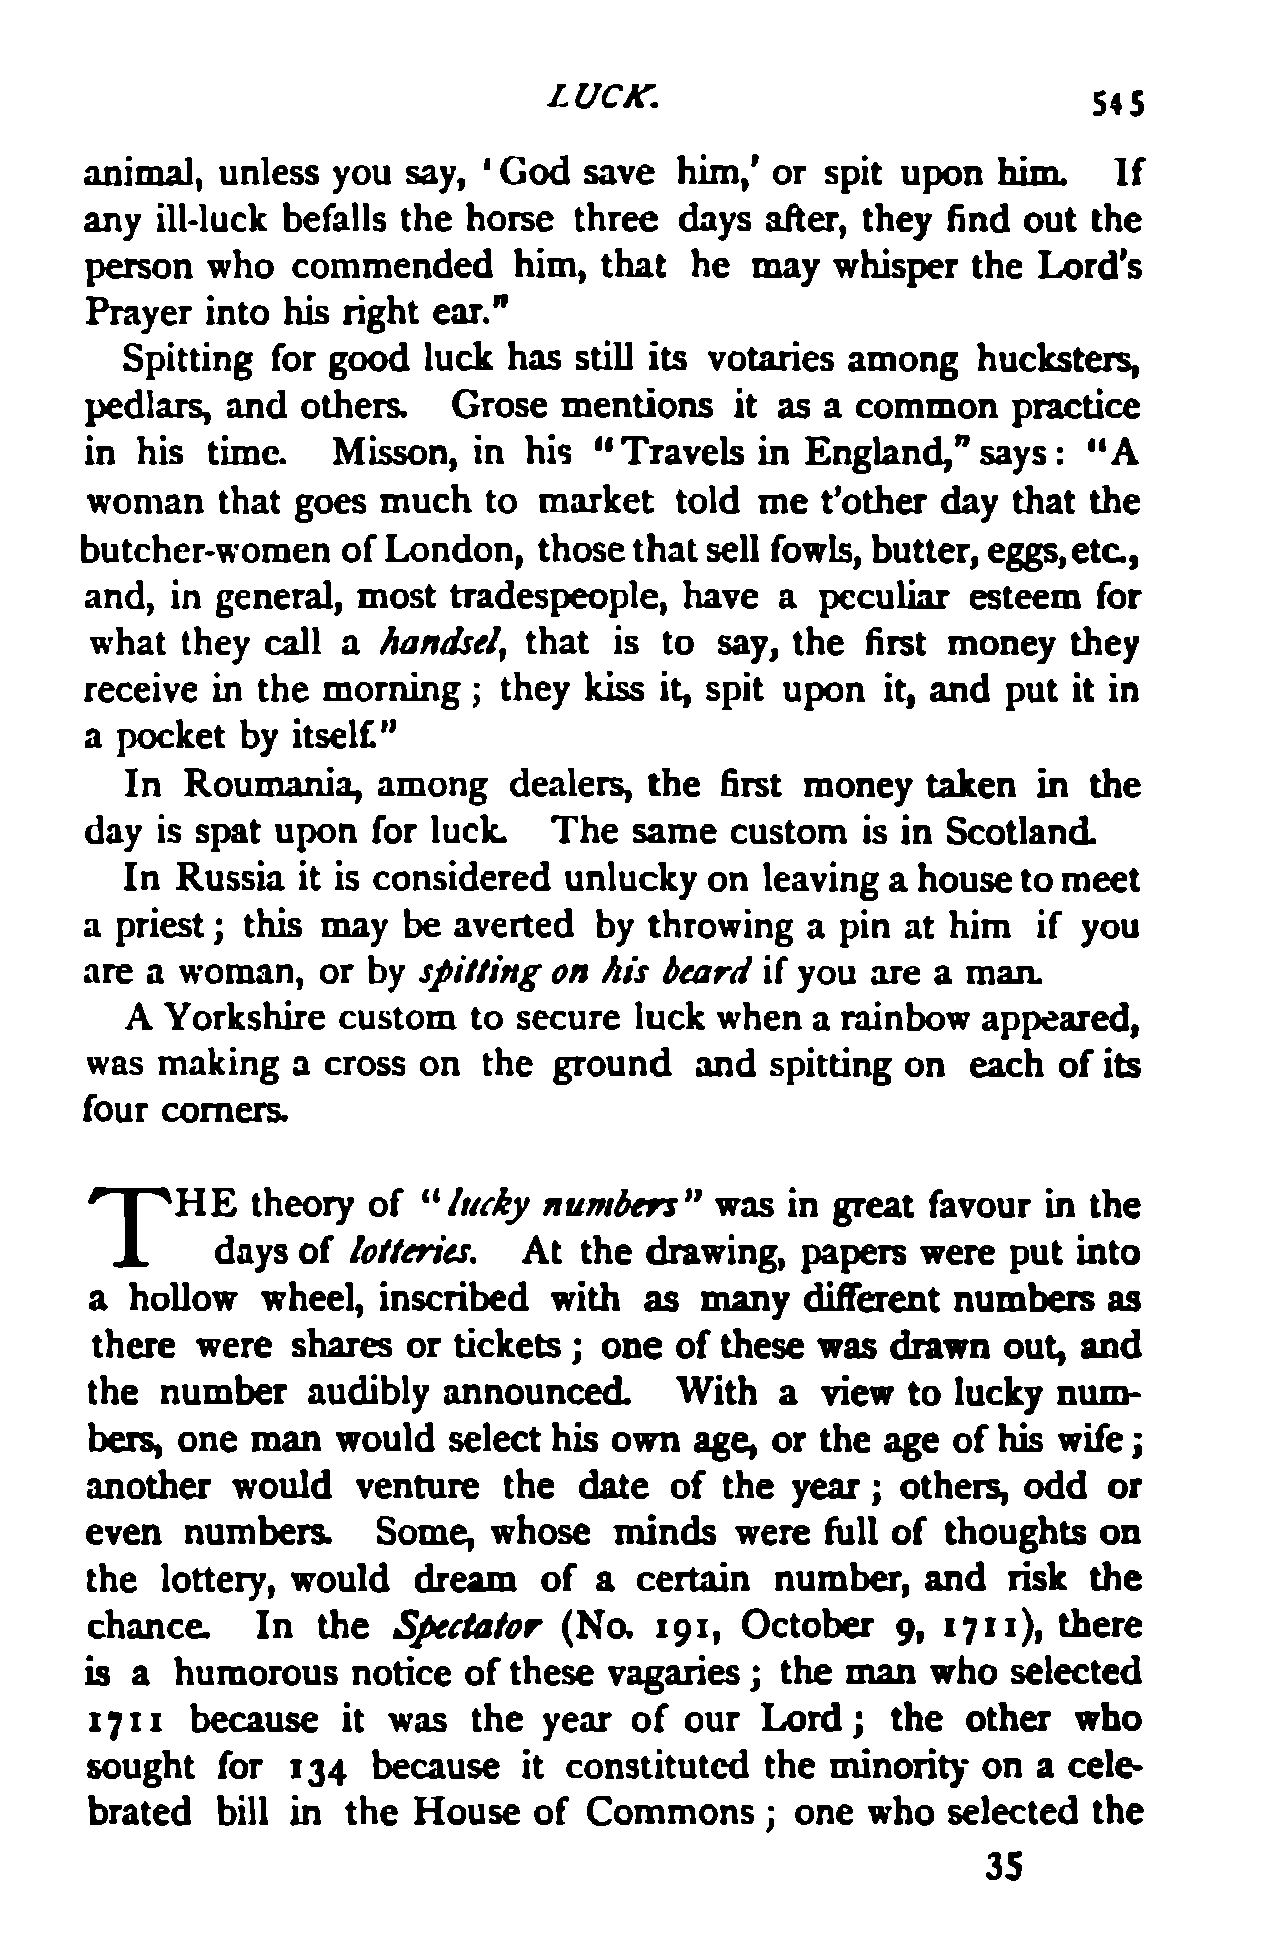 LUCK. 545
animal, unless you say, 'God save him,' or spit upon him. If
any ill-luck befalls the horse three days after, they find out the
person who commended him, that he may whisper the Lord's
Prayer into his right ear."
Spitting for good luck has still its votaries among hucksters,
pedlars, and others. Grose mentions it as a common practice
in his time. Misson, in his "Travels in England," says: "A
woman that goes much to market told me t'other day that the
butcher-women of London, those that sell fowls, butter, eggs, etc.,
and, in general, most tradespeople, have a peculiar esteem for
what they call a handsel, that is to say, the first money they
receive in the morning; they kiss it, spit upon it, and put it in
a pocket by itself."
In Roumania, among dealers, the first money taken in the
day is spat upon for luck. The same custom is in Scotland.
In Russia it is considered unlucky on leaving a house to meet
a priest; this may be averted by throwing a pin at him if you
are a woman, or by spitting on his beard if you are a man.
A Yorkshire custom to secure luck when a rainbow appeared,
was making a cross on the ground and spitting on each of its
four corners.
THE theory of "lucky numbers" was in great favour in the
days of lotteries. At the drawing, papers were put into
a hollow wheel, inscribed with as many different numbers as
there were shares or tickets; one of these was drawn out, and
the number audibly announced. With a view to lucky num-
bers, one man would select his own age, or the age of his wife;
another would venture the date of the year; others, odd or
even numbers. Some, whose minds were full of thoughts on
the lottery, would dream of a certain number, and risk the
chance. In the Spectator (No. 191, October 9, 1711), there
is a humorous notice of these vagaries; the man who selected
1711 because it was the year of our Lord; the other who
sought for 134 because it constituted the minority on a cele-
brated bill in the House of Commons; one who selected the
35